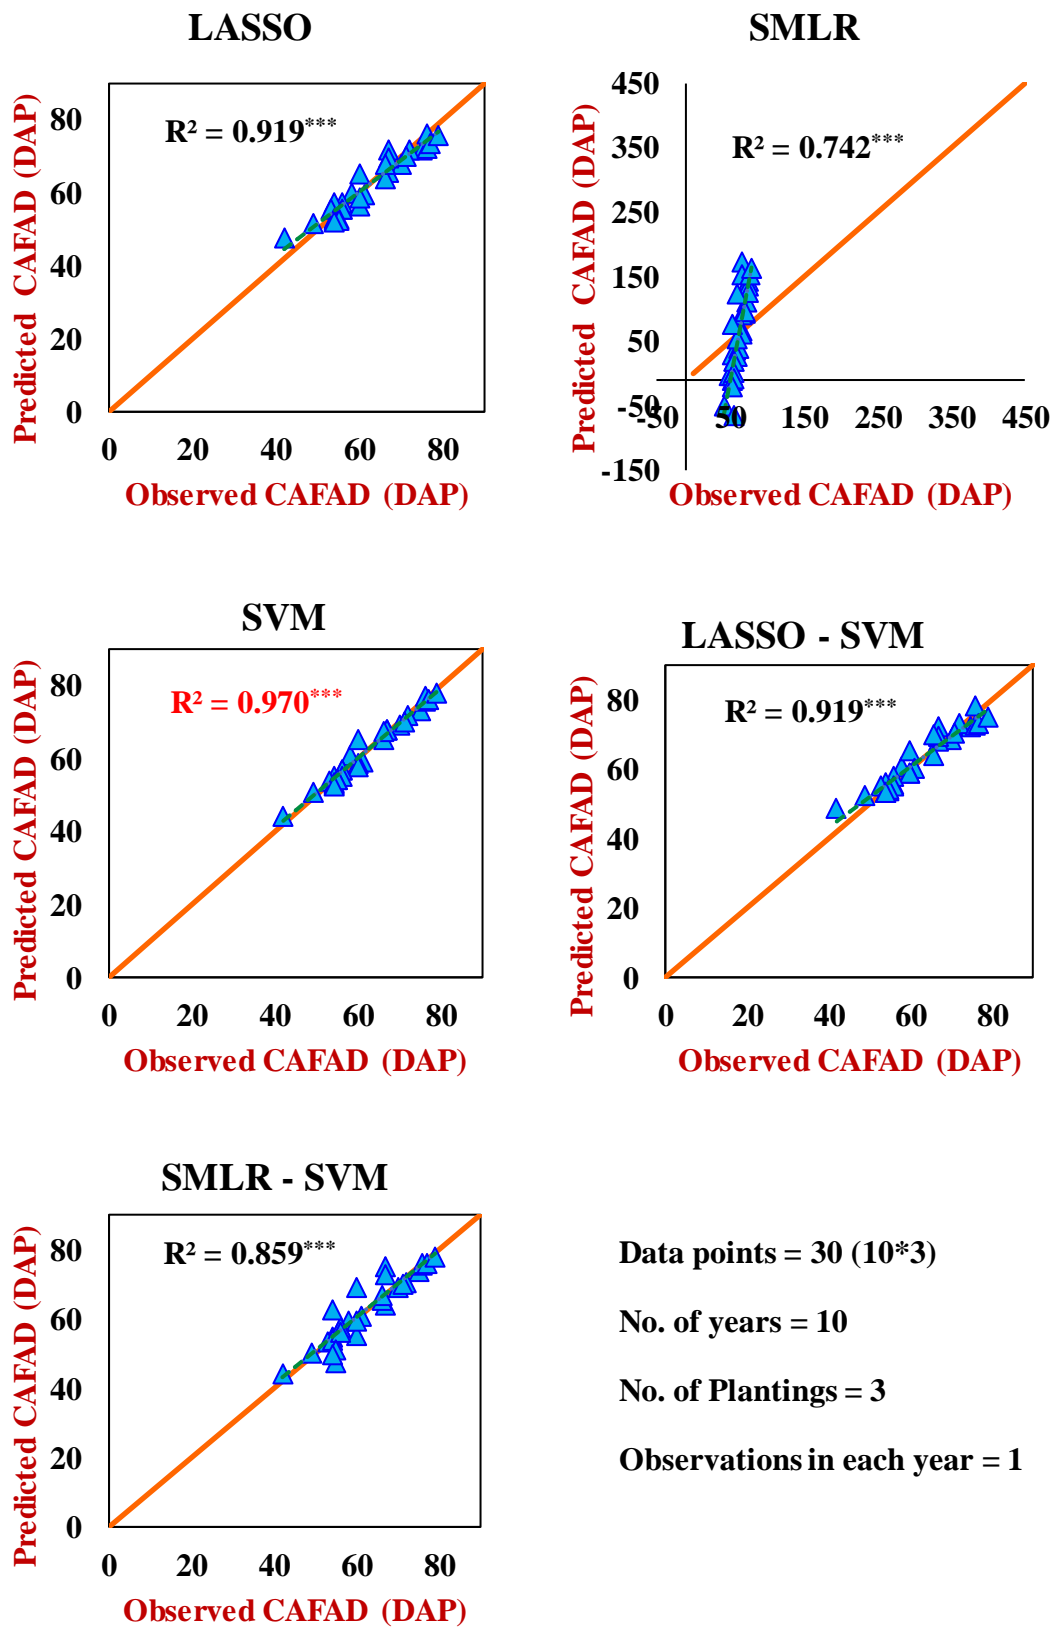 LASSO
R² = 0.919***
Predicted CAFAD (DAP)
80
60
40
20
0
0 20 40 60 80
Observed CAFAD (DAP)
SMLR
R² = 0.742***
Predicted CAFAD (DAP)
450
350
250
150
50
-50
-150
-50 50 150 250 350 450
Observed CAFAD (DAP)
SVM
R² = 0.970***
Predicted CAFAD (DAP)
80
60
40
20
0
0 20 40 60 80
Observed CAFAD (DAP)
LASSO - SVM
R² = 0.919***
Predicted CAFAD (DAP)
80
60
40
20
0
0 20 40 60 80
Observed CAFAD (DAP)
SMLR - SVM
R² = 0.859***
Predicted CAFAD (DAP)
80
60
40
20
0
0 20 40 60 80
Observed CAFAD (DAP)
Data points = 30 (10*3)
No. of years = 10
No. of Plantings = 3
Observations in each year = 1